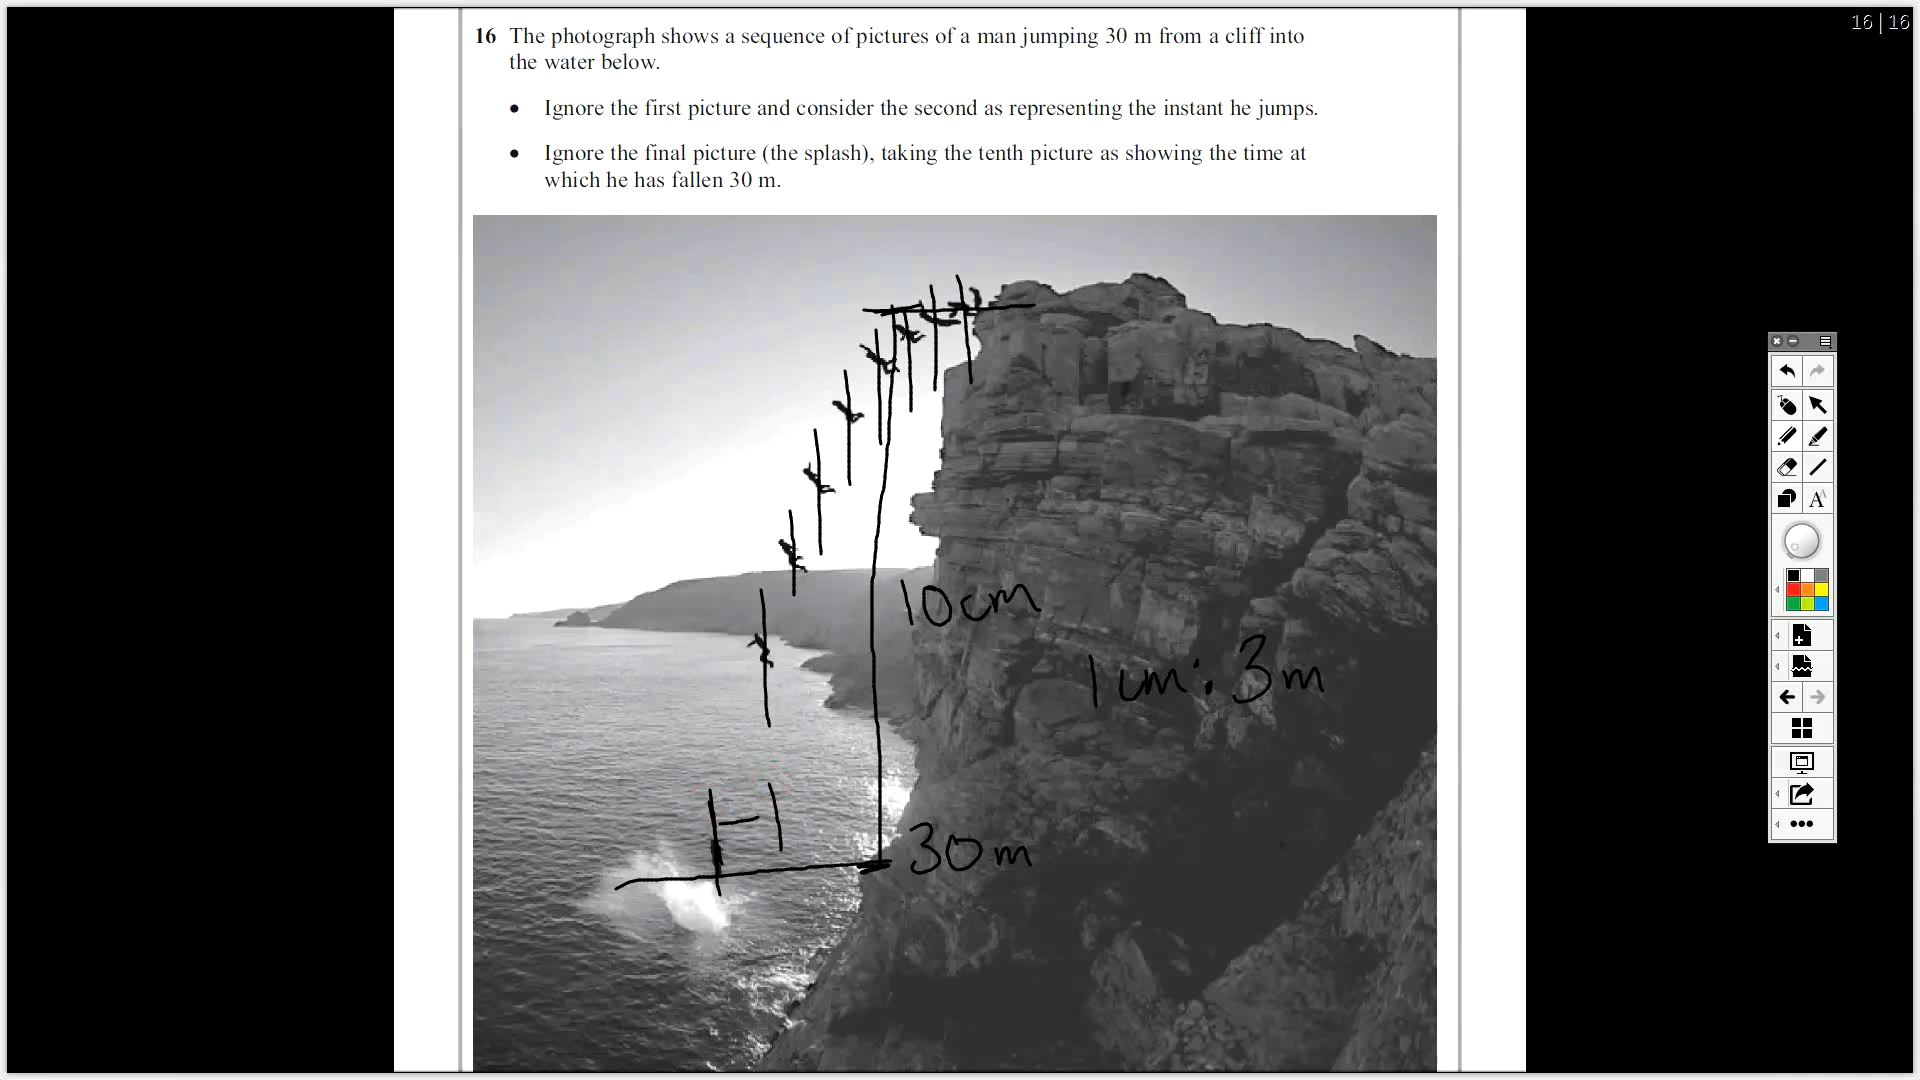 16 | 16
16 The photograph shows a sequence of pictures of a man jumping 30 m from a cliff into
the water below.
• Ignore the first picture and consider the second as representing the instant he jumps.
• Ignore the final picture (the splash), taking the tenth picture as showing the time at
which he has fallen 30 m.
10cm
1cm : 3m
30m
A